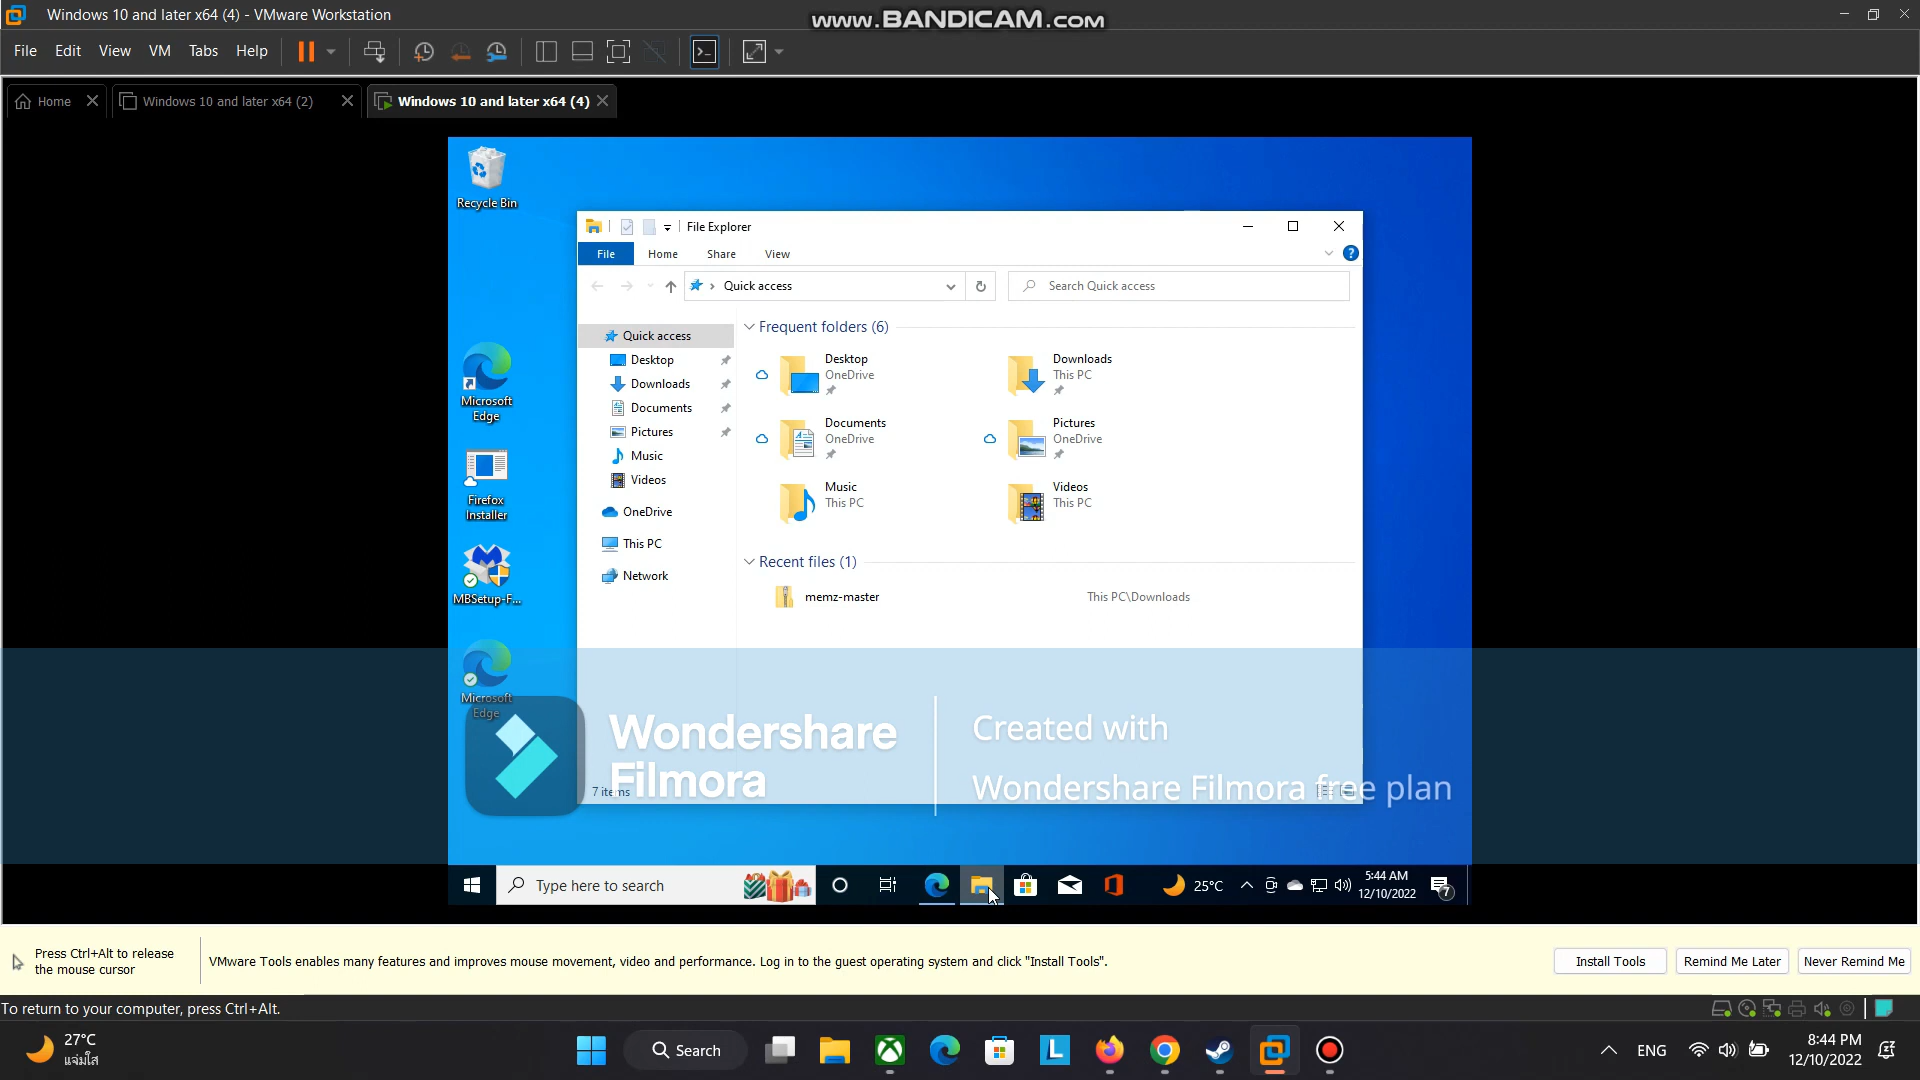 Windows 10 and later x64 (4) - VMware Workstation
www.BANDICAM.com
File Edit View VM Tabs Help
Home
Windows 10 and later x64 (2)
Windows 10 and later x64 (4)
Recycle Bin
Microsoft
Edge
Firefox
Installer
MBSetup-F...
Microsoft
Edge
File Explorer
File Home Share View
Quick access
Search Quick access
Quick access
Desktop
Downloads
Documents
Pictures
Music
Videos
OneDrive
This PC
Network
Frequent folders (6)
Desktop
OneDrive
Downloads
This PC
Documents
OneDrive
Pictures
OneDrive
Music
This PC
Videos
This PC
Recent files (1)
memz-master This PC\Downloads
7 items
Wondershare
Filmora
Created with
Wondershare Filmora free plan
Type here to search
25°C
5:44 AM
12/10/2022
7
Press Ctrl+Alt to release
the mouse cursor
VMware Tools enables many features and improves mouse movement, video and performance. Log in to the guest operating system and click "Install Tools".
Install Tools
Remind Me Later
Never Remind Me
To return to your computer, press Ctrl+Alt.
27°C
แจ่มใส
Search
L
ENG
8:44 PM
12/10/2022